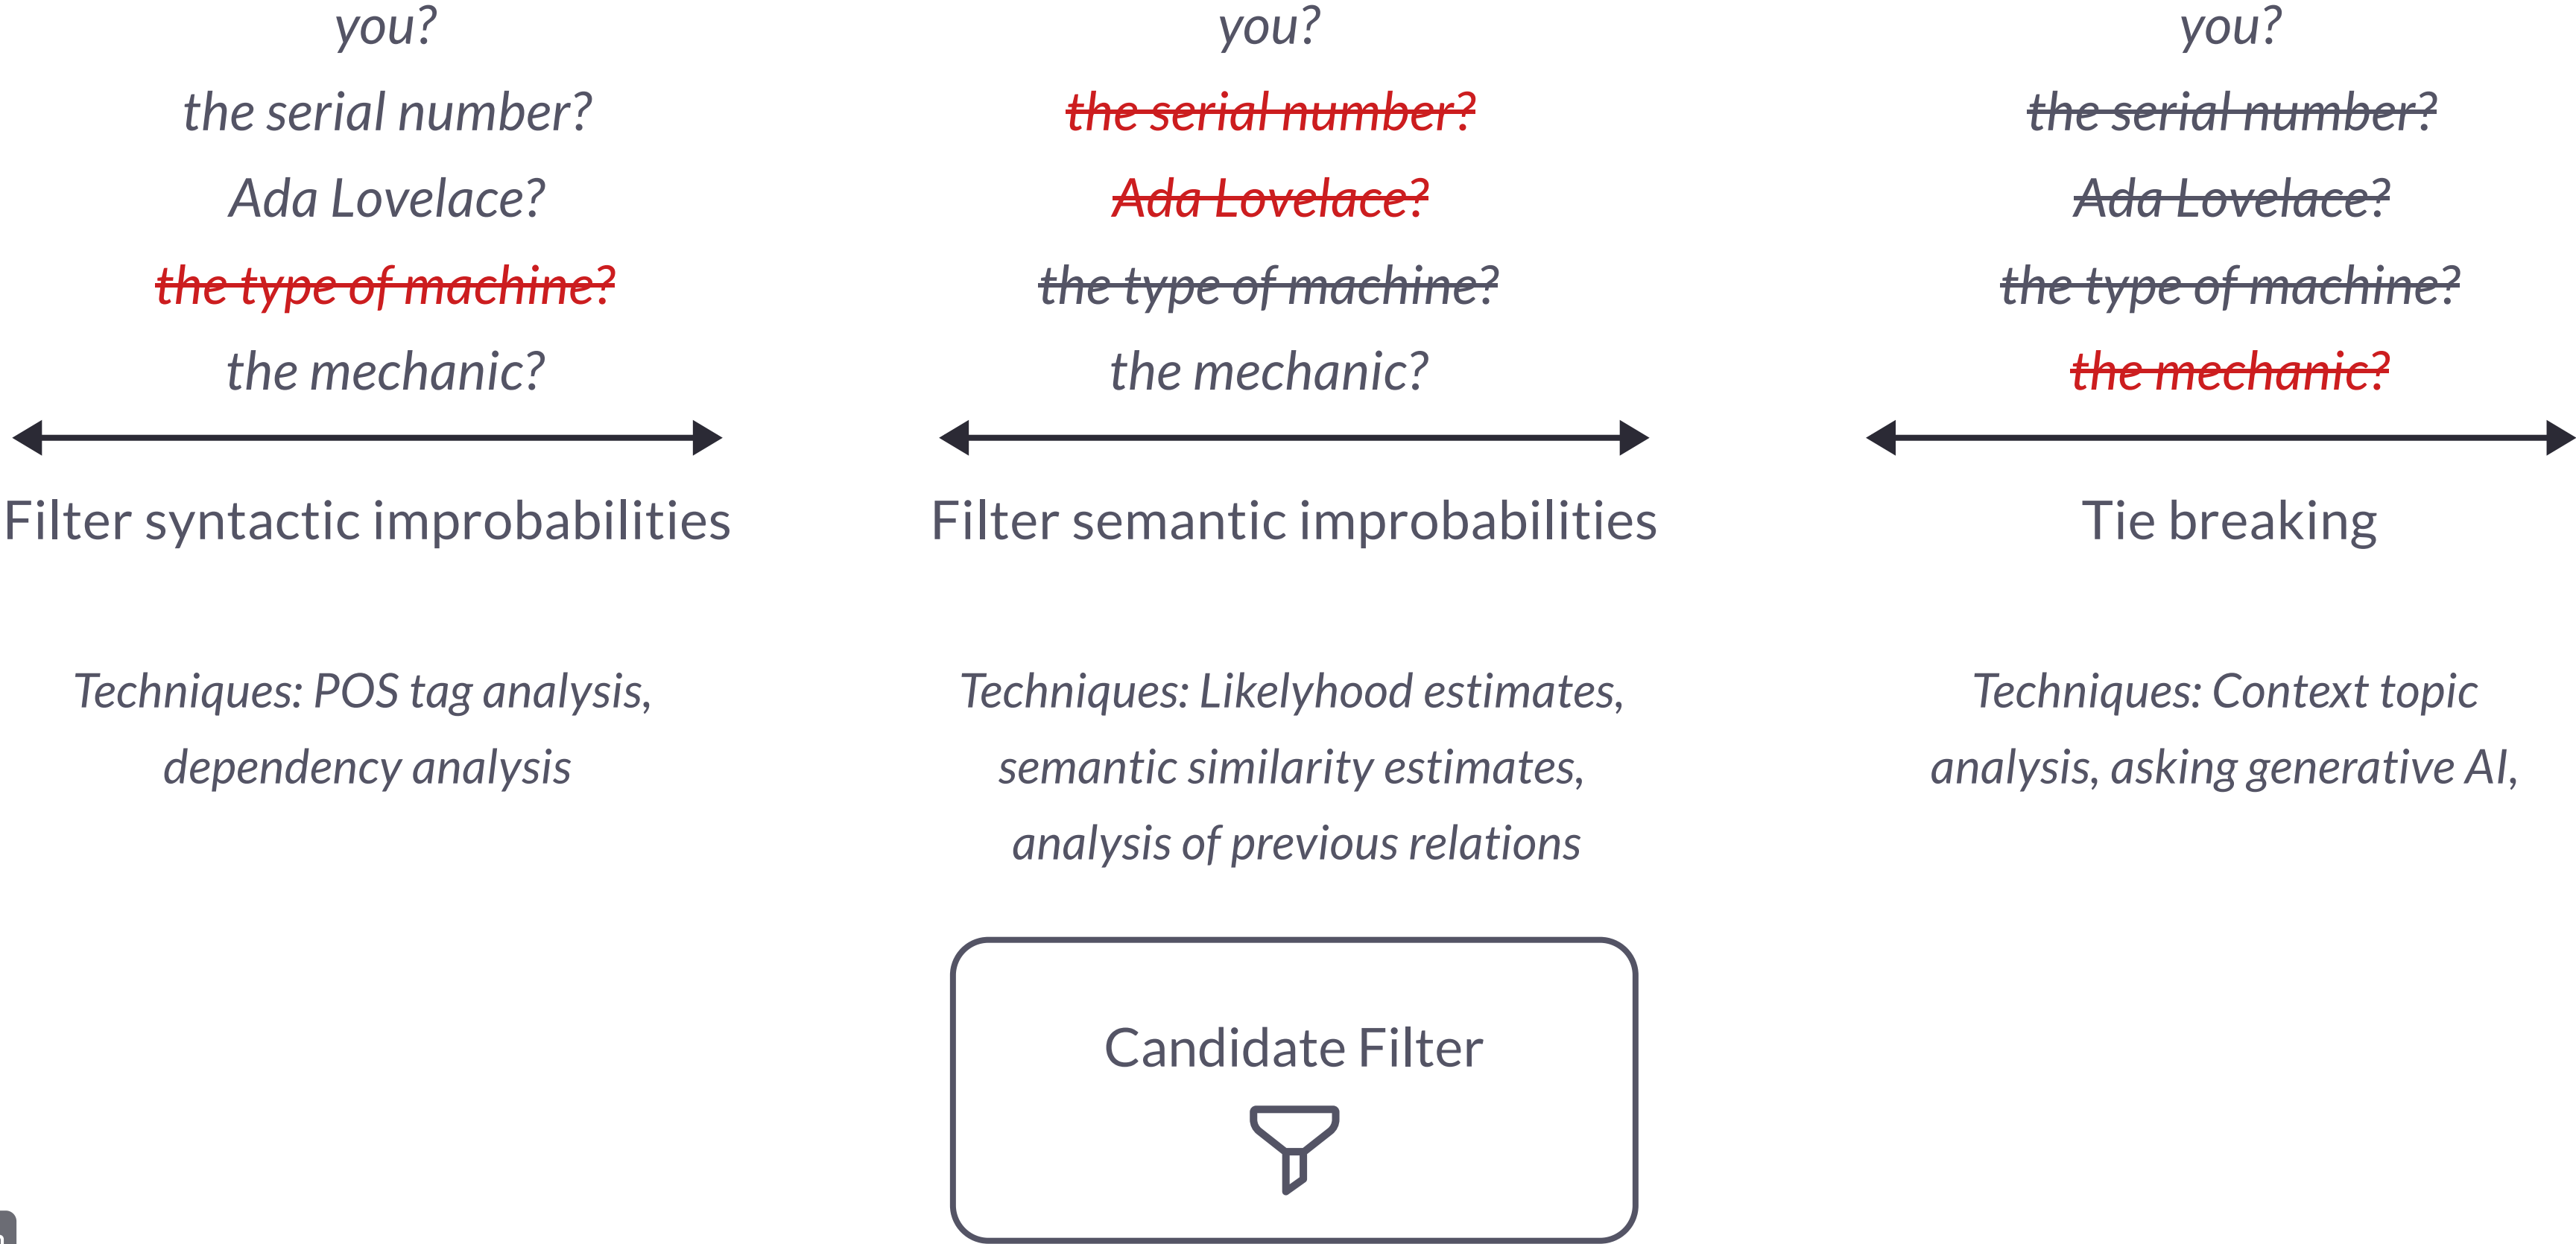 you?
the serial number?
Ada Lovelace?
the type of machine?
the mechanic?
Filter syntactic improbabilities
Techniques: POS tag analysis,
dependency analysis
you?
the serial number?
Ada Lovelace?
the type of machine?
the mechanic?
Filter semantic improbabilities
Techniques: Likelyhood estimates,
semantic similarity estimates,
analysis of previous relations
you?
the serial number?
Ada Lovelace?
the type of machine?
the mechanic?
Tie breaking
Techniques: Context topic
analysis, asking generative AI,
Candidate Filter